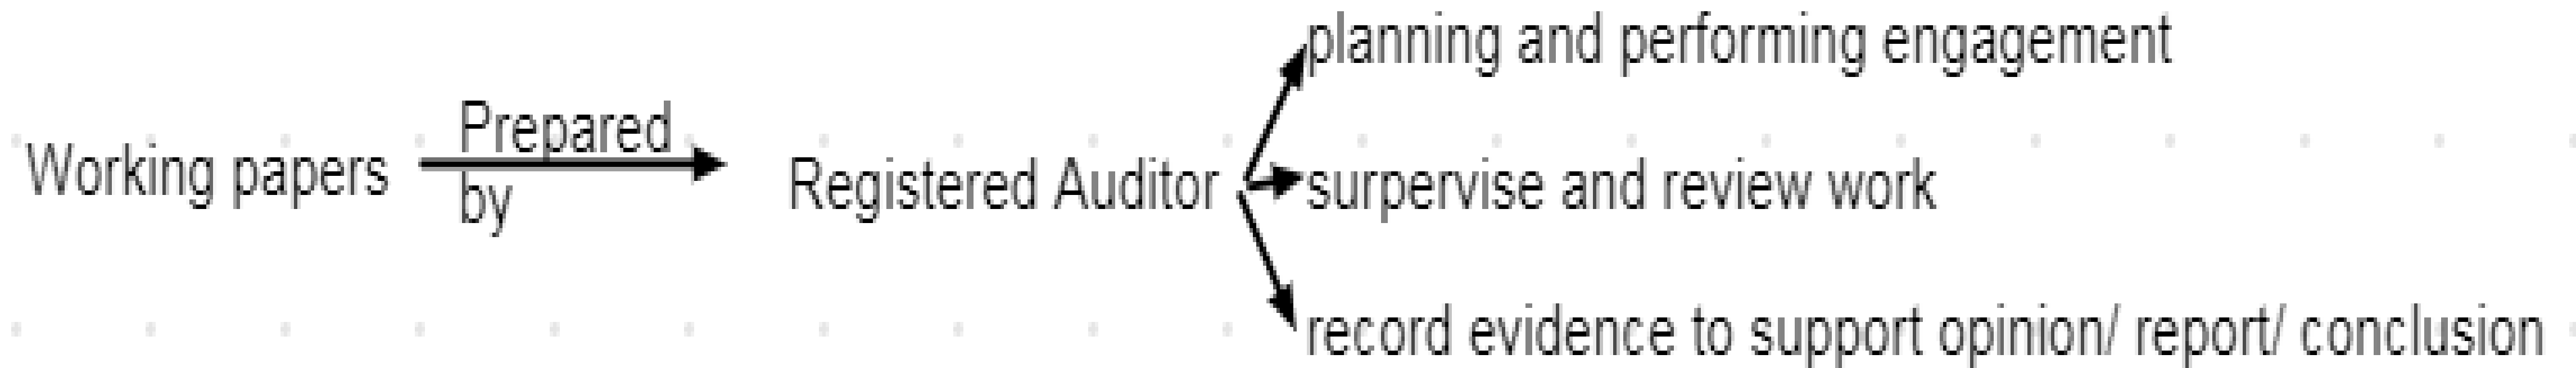 planning and performing engagement
Prepared
Working papers
by
Registered Auditor
surpervise and review work
record evidence to support opinion/ report/ conclusion